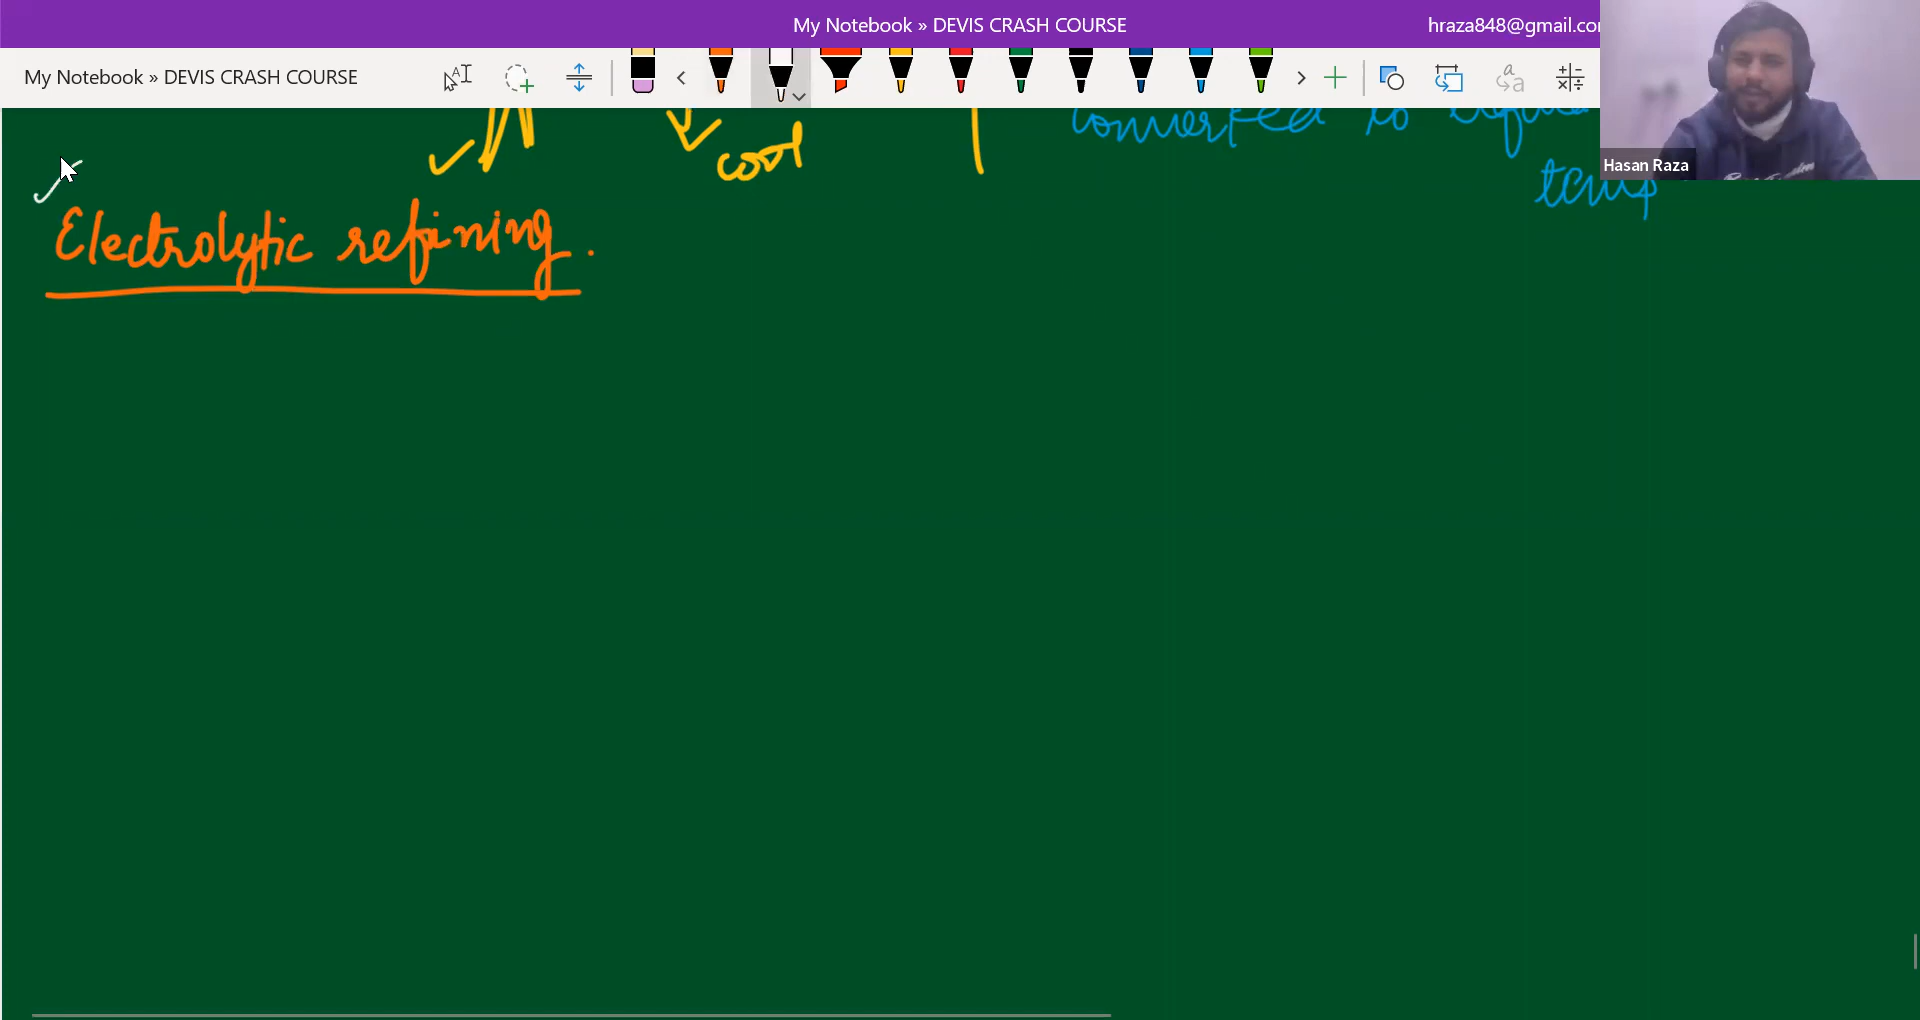 My Notebook » DEVIS CRASH COURSE
hraza848@gmail.co
My Notebook » DEVIS CRASH COURSE
converted to
cool
temp
Hasan Raza
Electrolytic refining.